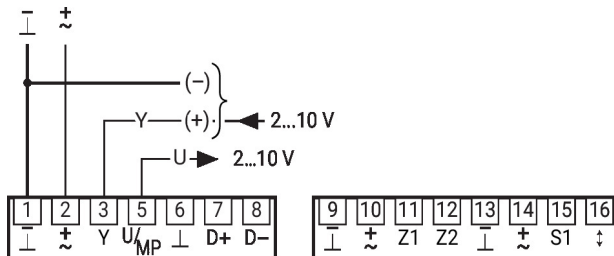 – +
⊥ ~
(–)
Y (+) 2...10 V
U 2...10 V
1 2 3 5 6 7 8 9 10 11 12 13 14 15 16
–⊥ +~ Y U/MP ⊥ D+ D– –⊥ +~ Z1 Z2 –⊥ +~ S1 ↕